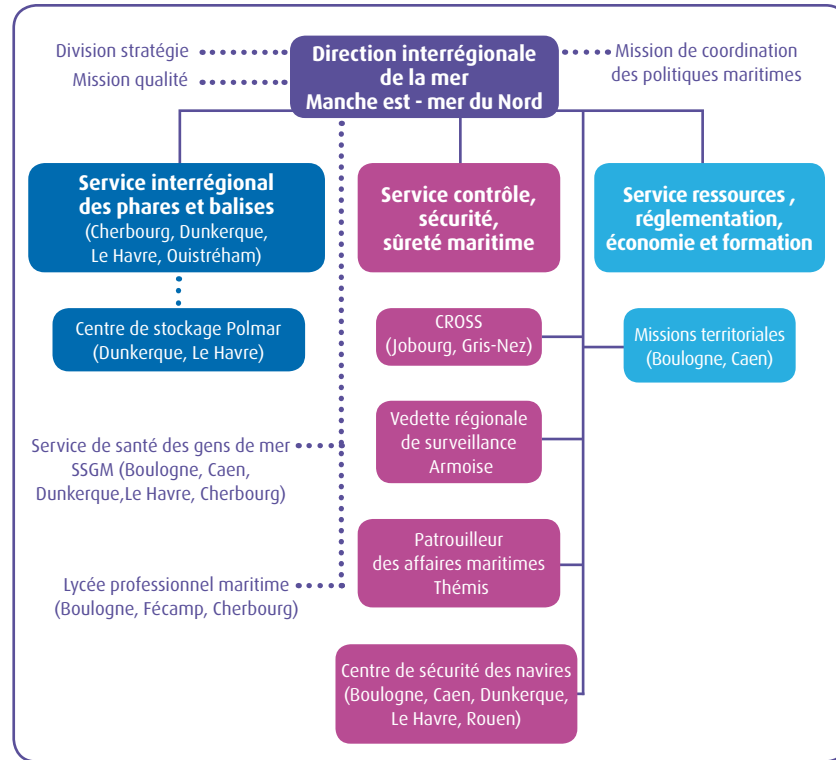 Division stratégie
Mission qualité
Direction interrégionale
de la mer
Manche est - mer du Nord
Mission de coordination
des politiques maritimes
Service interrégional
des phares et balises
(Cherbourg, Dunkerque,
Le Havre, Ouistréham)
Service contrôle,
sécurité,
sûreté maritime
Service ressources ,
réglementation,
économie et formation
Centre de stockage Polmar
(Dunkerque, Le Havre)
CROSS
(Jobourg, Gris-Nez)
Missions territoriales
(Boulogne, Caen)
Service de santé des gens de mer
SSGM (Boulogne, Caen,
Dunkerque,Le Havre, Cherbourg)
Vedette régionale
de surveillance
Armoise
Patrouilleur
des affaires maritimes
Thémis
Lycée professionnel maritime
(Boulogne, Fécamp, Cherbourg)
Centre de sécurité des navires
(Boulogne, Caen, Dunkerque,
Le Havre, Rouen)